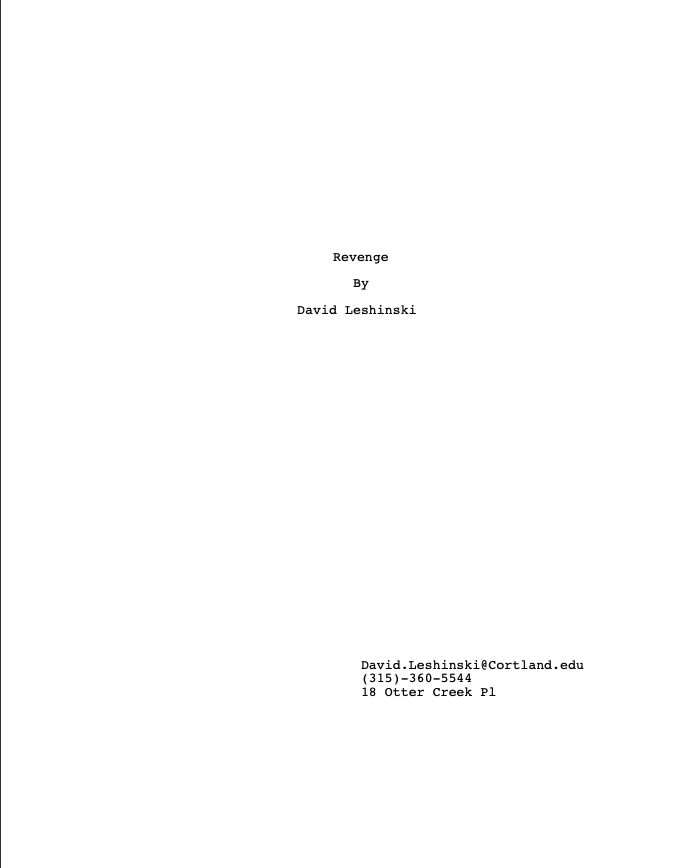 Revenge
By
David Leshinski
David.Leshinski@Cortland.edu
(315)-360-5544
18 Otter Creek Pl